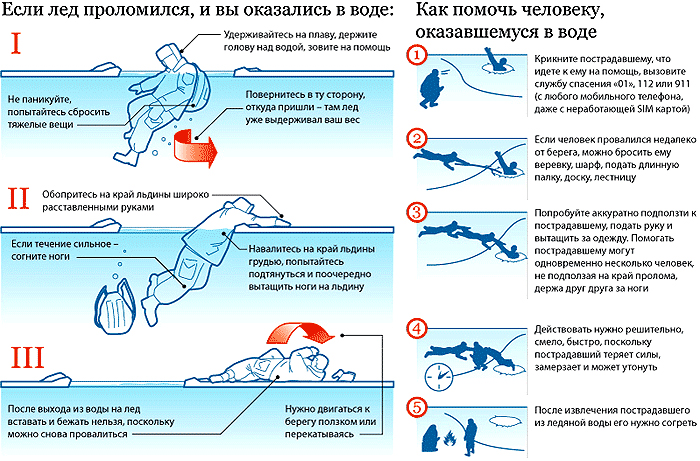 Если лед проломился, и вы оказались в воде:
I
Удерживайтесь на плаву, держите
голову над водой, зовите на помощь
Не паникуйте,
попытайтесь сбросить
тяжелые вещи
Повернитесь в ту сторону,
откуда пришли – там лед
уже выдерживал ваш вес
II
Обопритесь на край льдины широко
расставленными руками
Если течение сильное –
согните ноги
Навалитесь на край льдины
грудью, попытайтесь
подтянуться и поочередно
вытащить ноги на льдину
III
После выхода из воды на лед
вставать и бежать нельзя, поскольку
можно снова провалиться
Нужно двигаться к
берегу ползком или
перекатываясь
Как помочь человеку,
оказавшемуся в воде
1
Крикните пострадавшему, что
идете к ему на помощь, вызовите
службу спасения «01», 112 или 911
(с любого мобильного телефона,
даже с неработающей SIM картой)
2
Если человек провалился недалеко
от берега, можно бросить ему
веревку, шарф, подать длинную
палку, доску, лестницу
3
Попробуйте аккуратно подползти к
пострадавшему, подать руку и
вытащить за одежду. Помогать
пострадавшему могут
одновременно несколько человек,
не подползая на край пролома,
держа друг друга за ноги
4
Действовать нужно решительно,
смело, быстро, поскольку
пострадавший теряет силы,
замерзает и может утонуть
5
После извлечения пострадавшего
из ледяной воды его нужно согреть